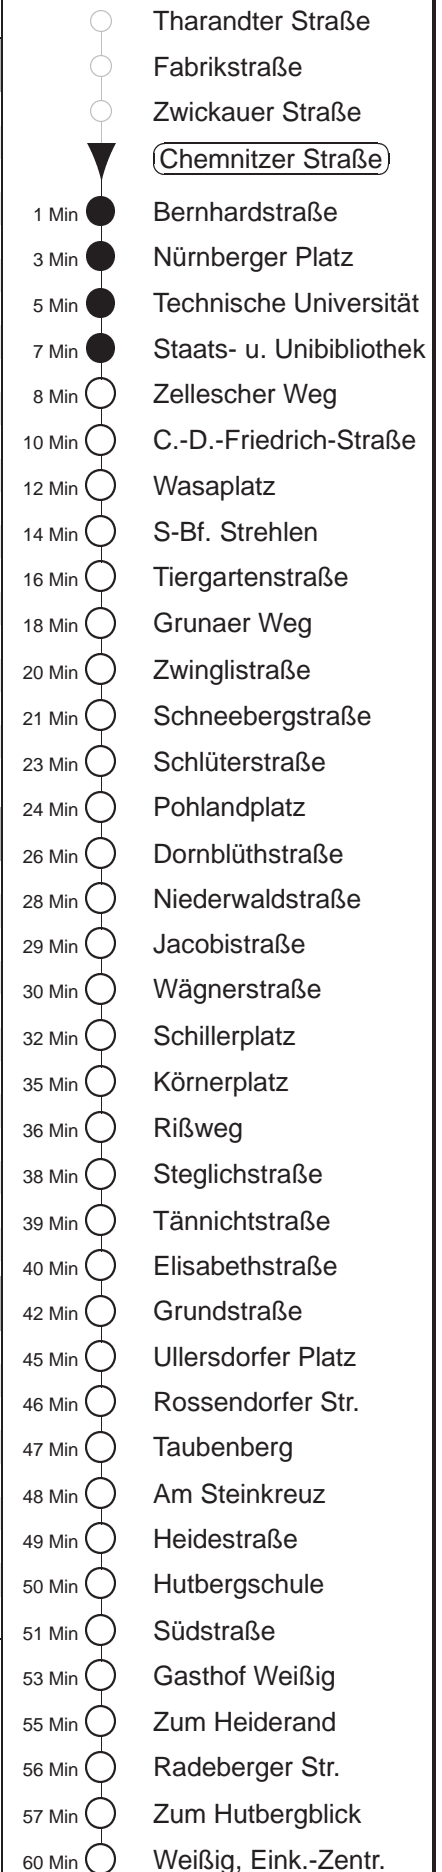 Tharandter Straße
Fabrikstraße
Zwickauer Straße
Chemnitzer Straße
1 Min Bernhardstraße
3 Min Nürnberger Platz
5 Min Technische Universität
7 Min Staats- u. Unibibliothek
8 Min Zellescher Weg
10 Min C.-D.-Friedrich-Straße
12 Min Wasaplatz
14 Min S-Bf. Strehlen
16 Min Tiergartenstraße
18 Min Grunaer Weg
20 Min Zwinglistraße
21 Min Schneebergstraße
23 Min Schlüterstraße
24 Min Pohlandplatz
26 Min Dornblüthstraße
28 Min Niederwaldstraße
29 Min Jacobistraße
30 Min Wägnerstraße
32 Min Schillerplatz
35 Min Körnerplatz
36 Min Rißweg
38 Min Steglichstraße
39 Min Tännichtstraße
40 Min Elisabethstraße
42 Min Grundstraße
45 Min Ullersdorfer Platz
46 Min Rossendorfer Str.
47 Min Taubenberg
48 Min Am Steinkreuz
49 Min Heidestraße
50 Min Hutbergschule
51 Min Südstraße
53 Min Gasthof Weißig
55 Min Zum Heiderand
56 Min Radeberger Str.
57 Min Zum Hutbergblick
60 Min Weißig, Eink.-Zentr.